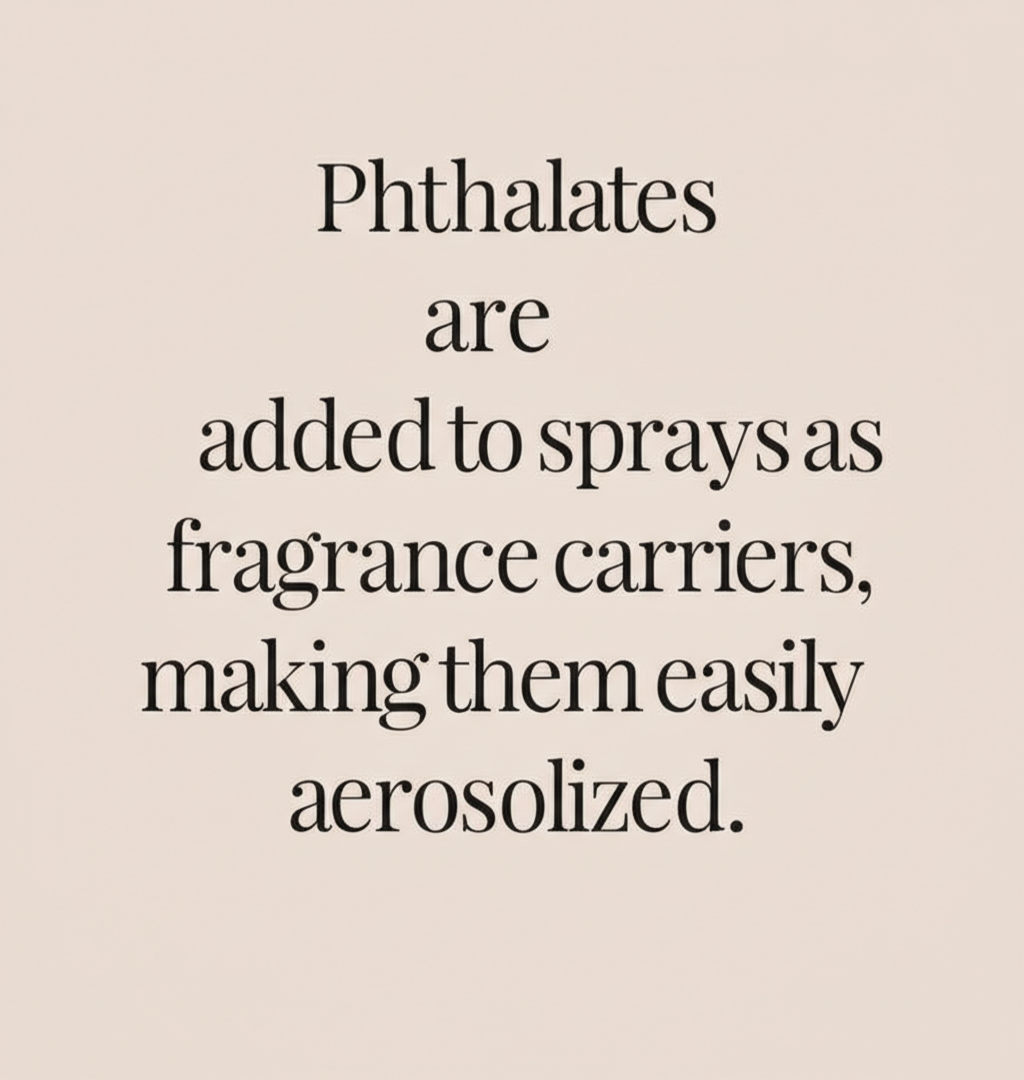 Phthalates
are
added to sprays as
fragrance carriers,
making them easily
aerosolized.